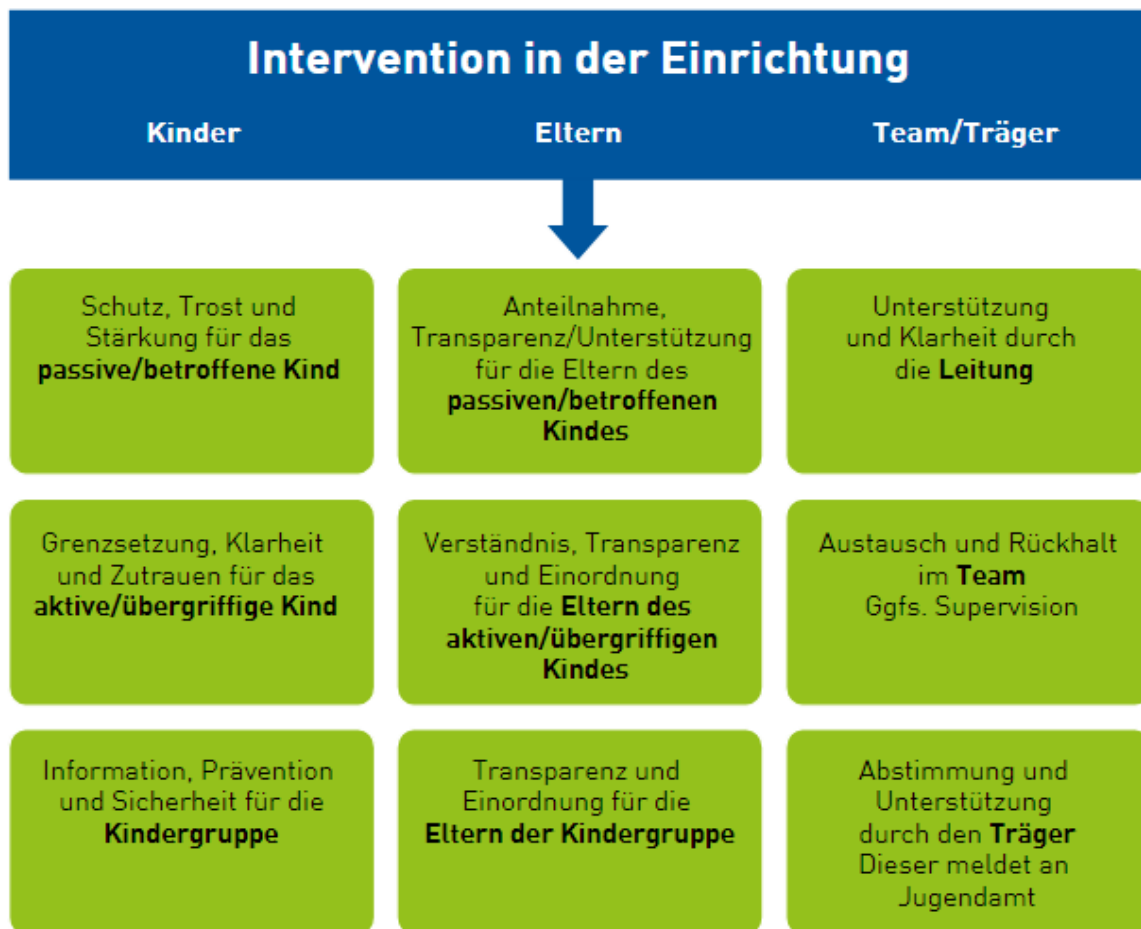 Intervention in der Einrichtung
Kinder
Eltern
Team/Träger
Schutz, Trost und
Stärkung für das
passive/betroffene Kind
Anteilnahme,
Transparenz/Unterstützung
für die Eltern des
passiven/betroffenen
Kindes
Unterstützung
und Klarheit durch
die Leitung
Grenzsetzung, Klarheit
und Zutrauen für das
aktive/übergriffige Kind
Verständnis, Transparenz
und Einordnung
für die Eltern des
aktiven/übergriffigen
Kindes
Austausch und Rückhalt
im Team
Ggfs. Supervision
Information, Prävention
und Sicherheit für die
Kindergruppe
Transparenz und
Einordnung für die
Eltern der Kindergruppe
Abstimmung und
Unterstützung
durch den Träger
Dieser meldet an
Jugendamt